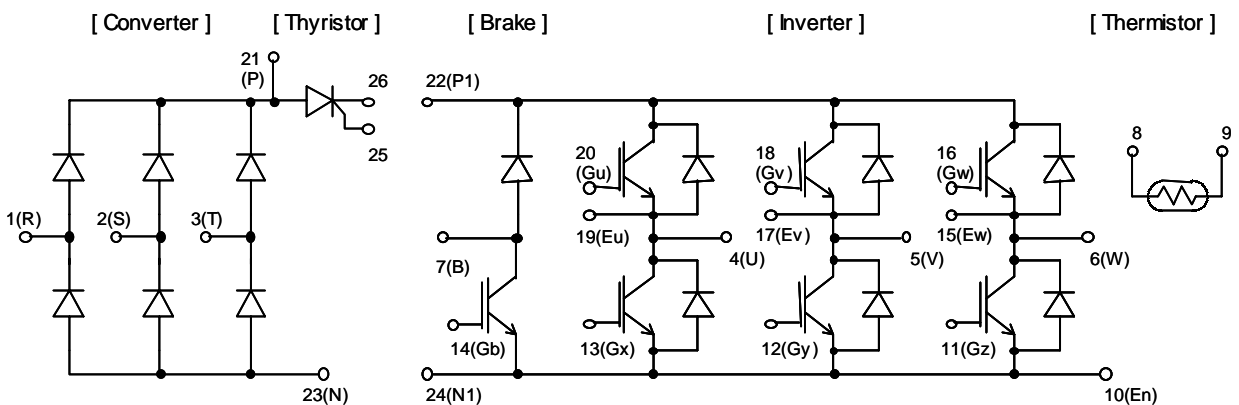 [ Converter ] [ Thyristor ] [ Brake ] [ Inverter ] [ Thermistor ]
21
(P)
26
22(P1)
25
20
(Gu)
18
(Gv)
16
(Gw)
8
9
1(R)
2(S)
3(T)
19(Eu)
17(Ev)
15(Ew)
7(B)
4(U)
5(V)
6(W)
14(Gb)
13(Gx)
12(Gy)
11(Gz)
23(N)
24(N1)
10(En)